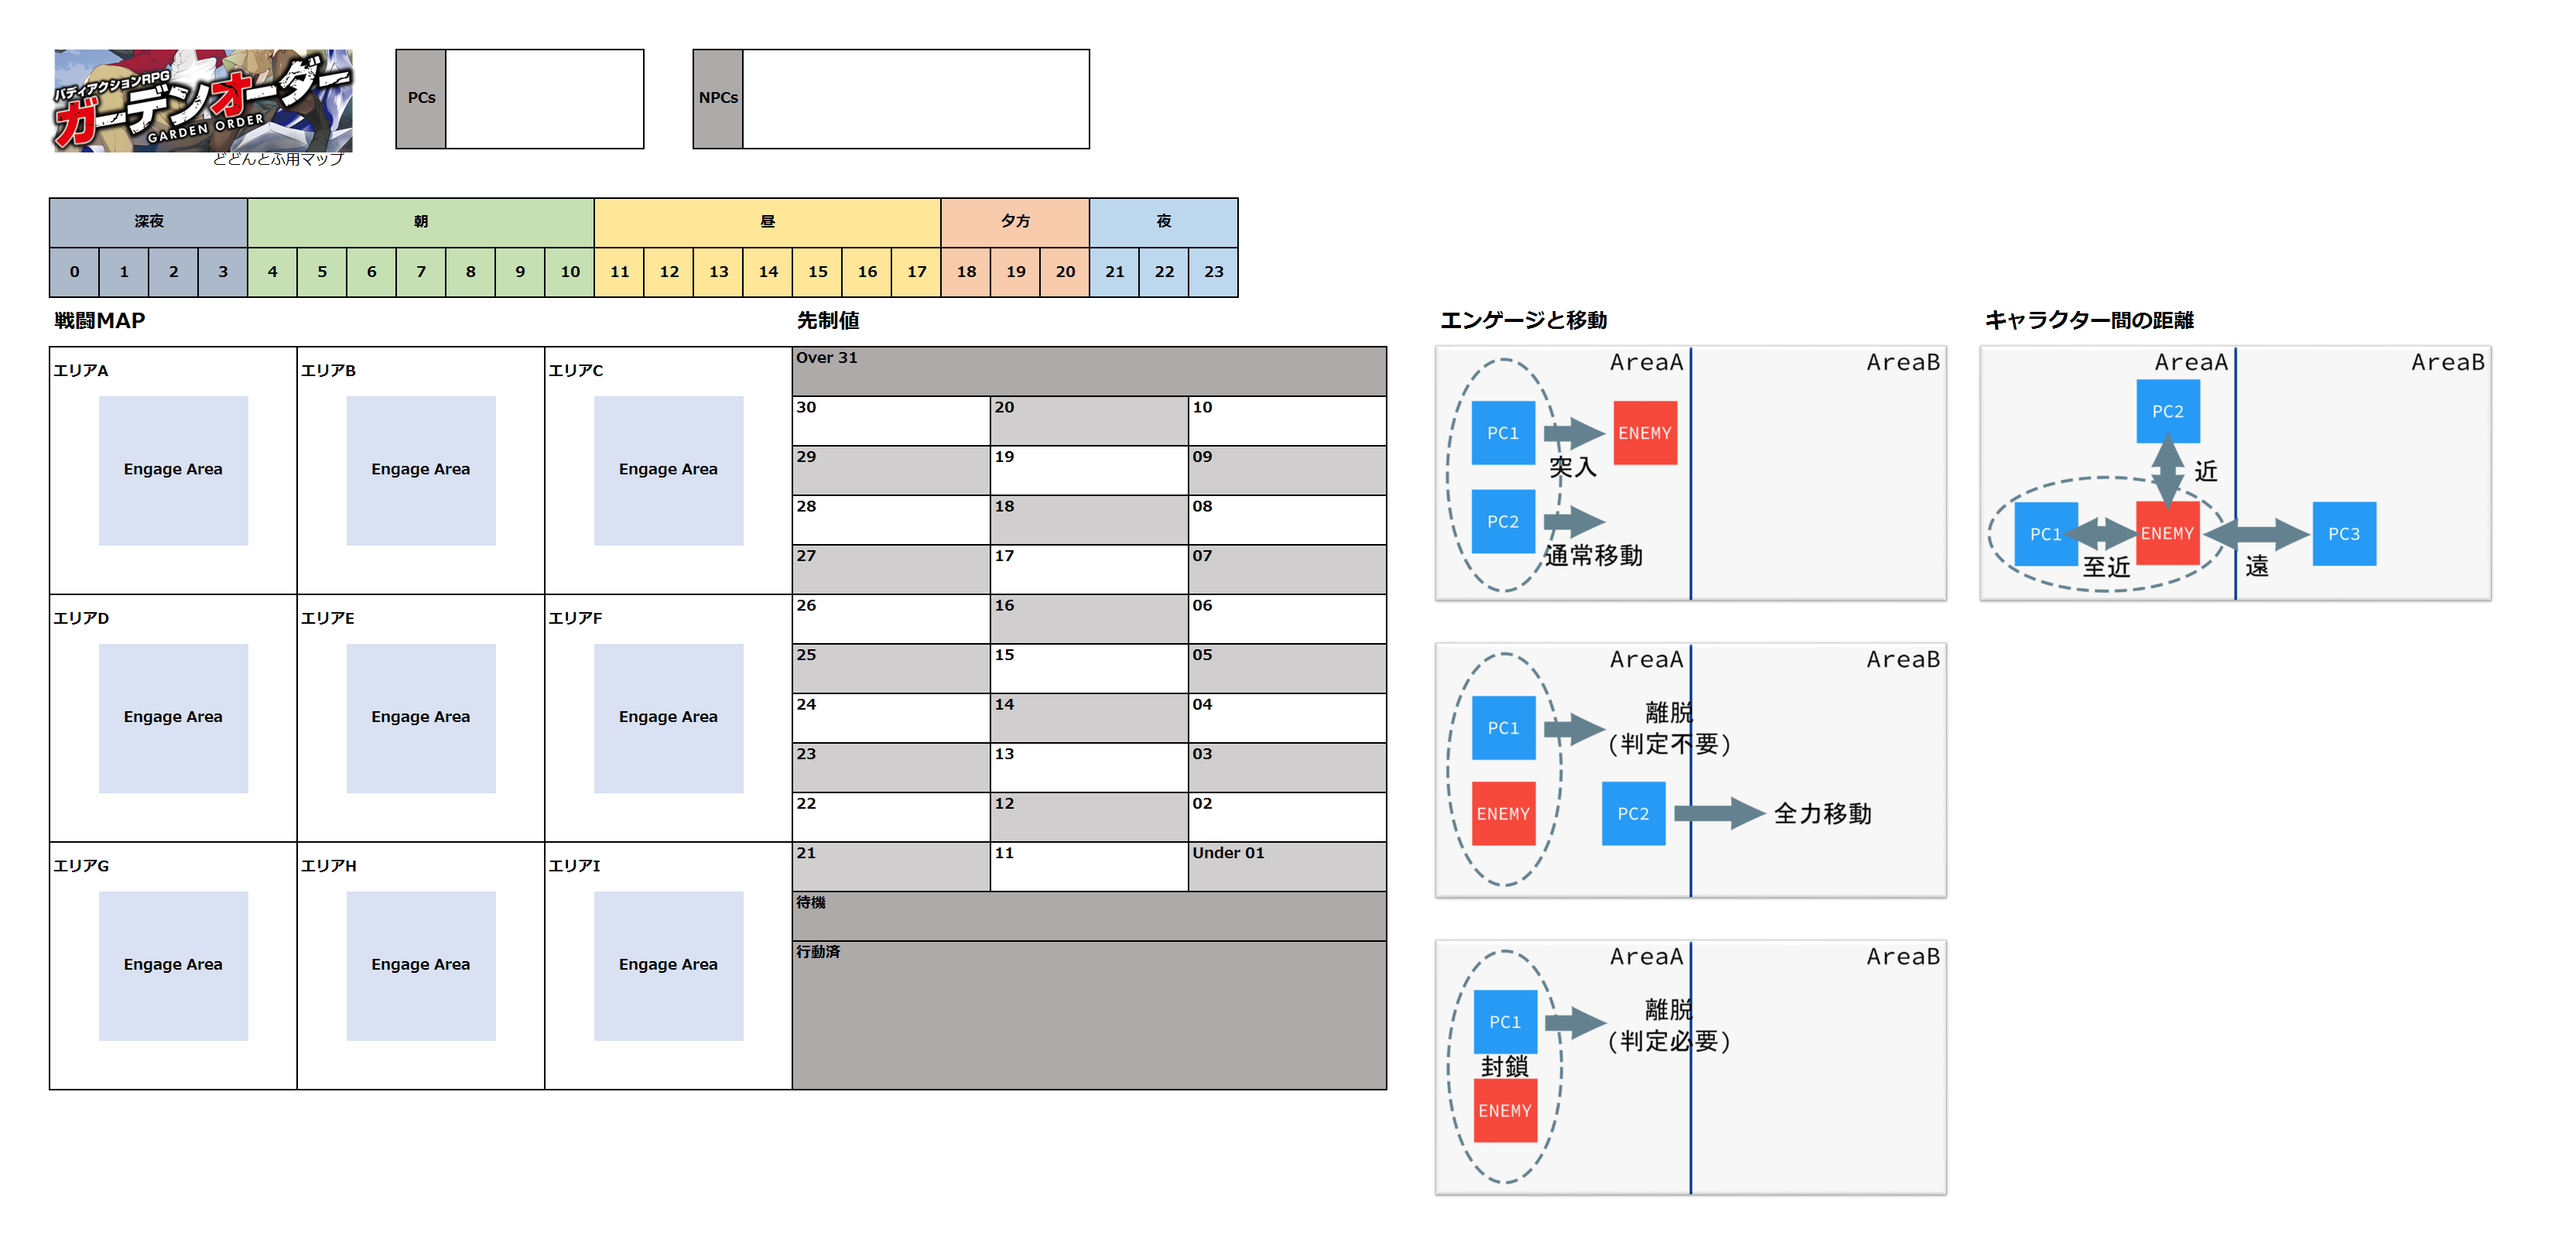 バディアクションRPG
ガーデンオーダー
GARDEN ORDER
どどんとふ用マップ
PCs
NPCs
深夜 朝 昼 夕方 夜
0 1 2 3 4 5 6 7 8 9 10 11 12 13 14 15 16 17 18 19 20 21 22 23
戦闘MAP
エリアA エリアB エリアC
Engage Area Engage Area Engage Area
エリアD エリアE エリアF
Engage Area Engage Area Engage Area
エリアG エリアH エリアI
Engage Area Engage Area Engage Area
先制値
Over 31
30 20 10
29 19 09
28 18 08
27 17 07
26 16 06
25 15 05
24 14 04
23 13 03
22 12 02
21 11 Under 01
待機
行動済
エンゲージと移動
AreaA AreaB
PC1 ENEMY
突入
PC2
通常移動
AreaA AreaB
離脱
PC1
(判定不要)
ENEMY PC2 全力移動
AreaA AreaB
離脱
PC1
(判定必要)
封鎖
ENEMY
キャラクター間の距離
AreaA AreaB
PC2
近
PC1 ENEMY PC3
至近 遠